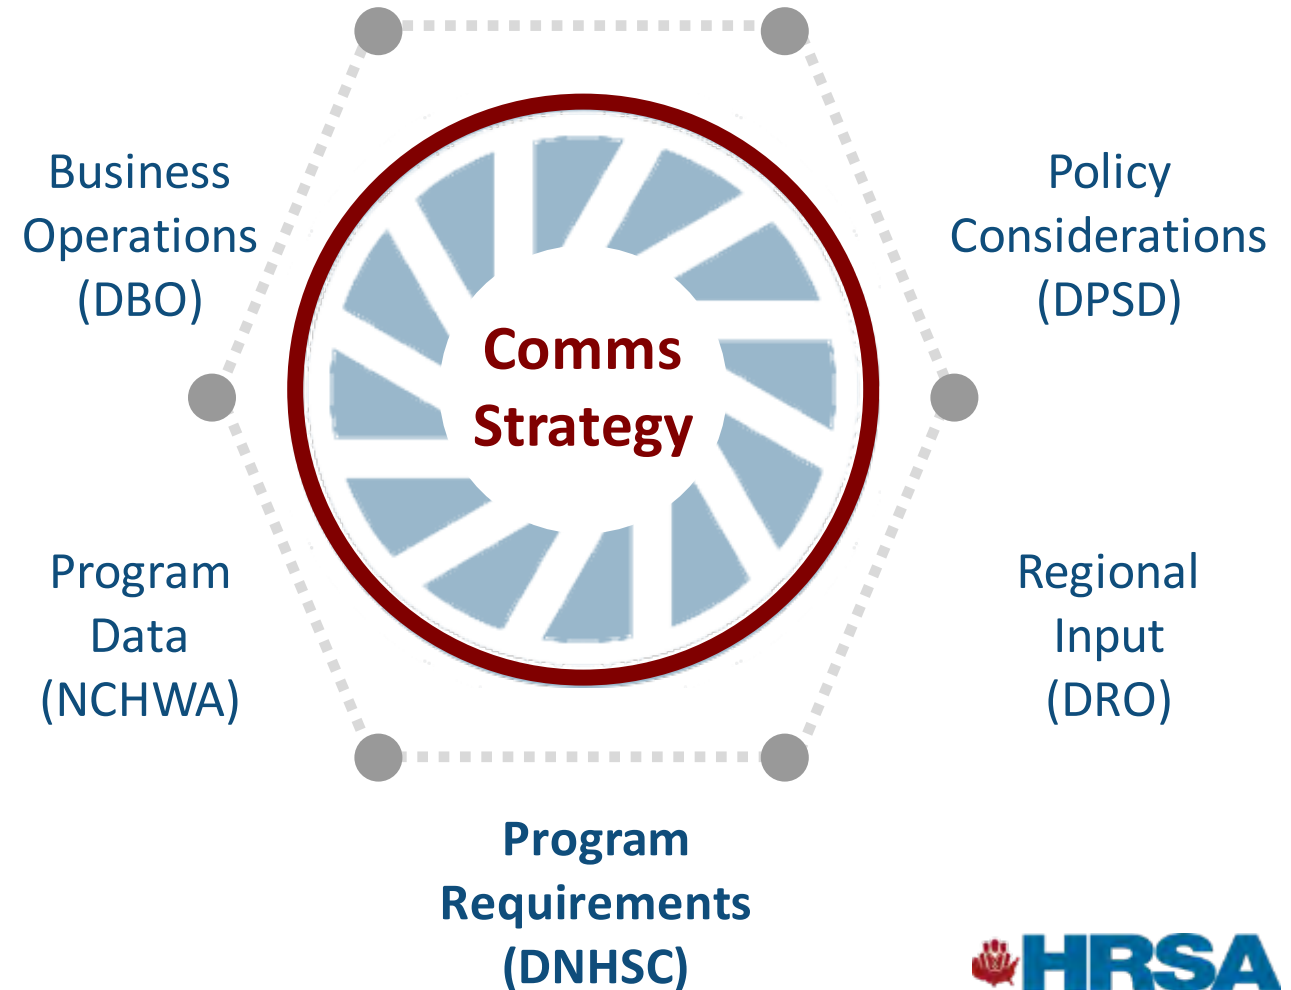 Business
Operations
(DBO)
Policy
Considerations
(DPSD)
Comms
Strategy
Program
Data
(NCHWA)
Regional
Input
(DRO)
Program
Requirements
(DNHSC)
HRSA